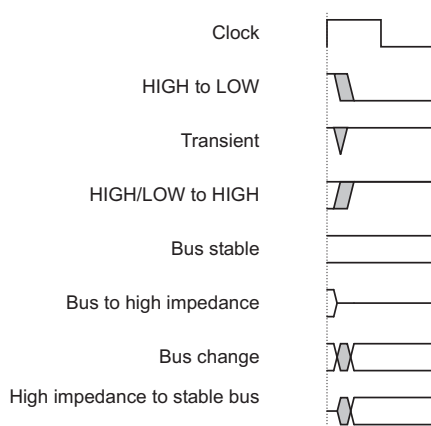 Clock
HIGH to LOW
Transient
HIGH/LOW to HIGH
Bus stable
Bus to high impedance
Bus change
High impedance to stable bus